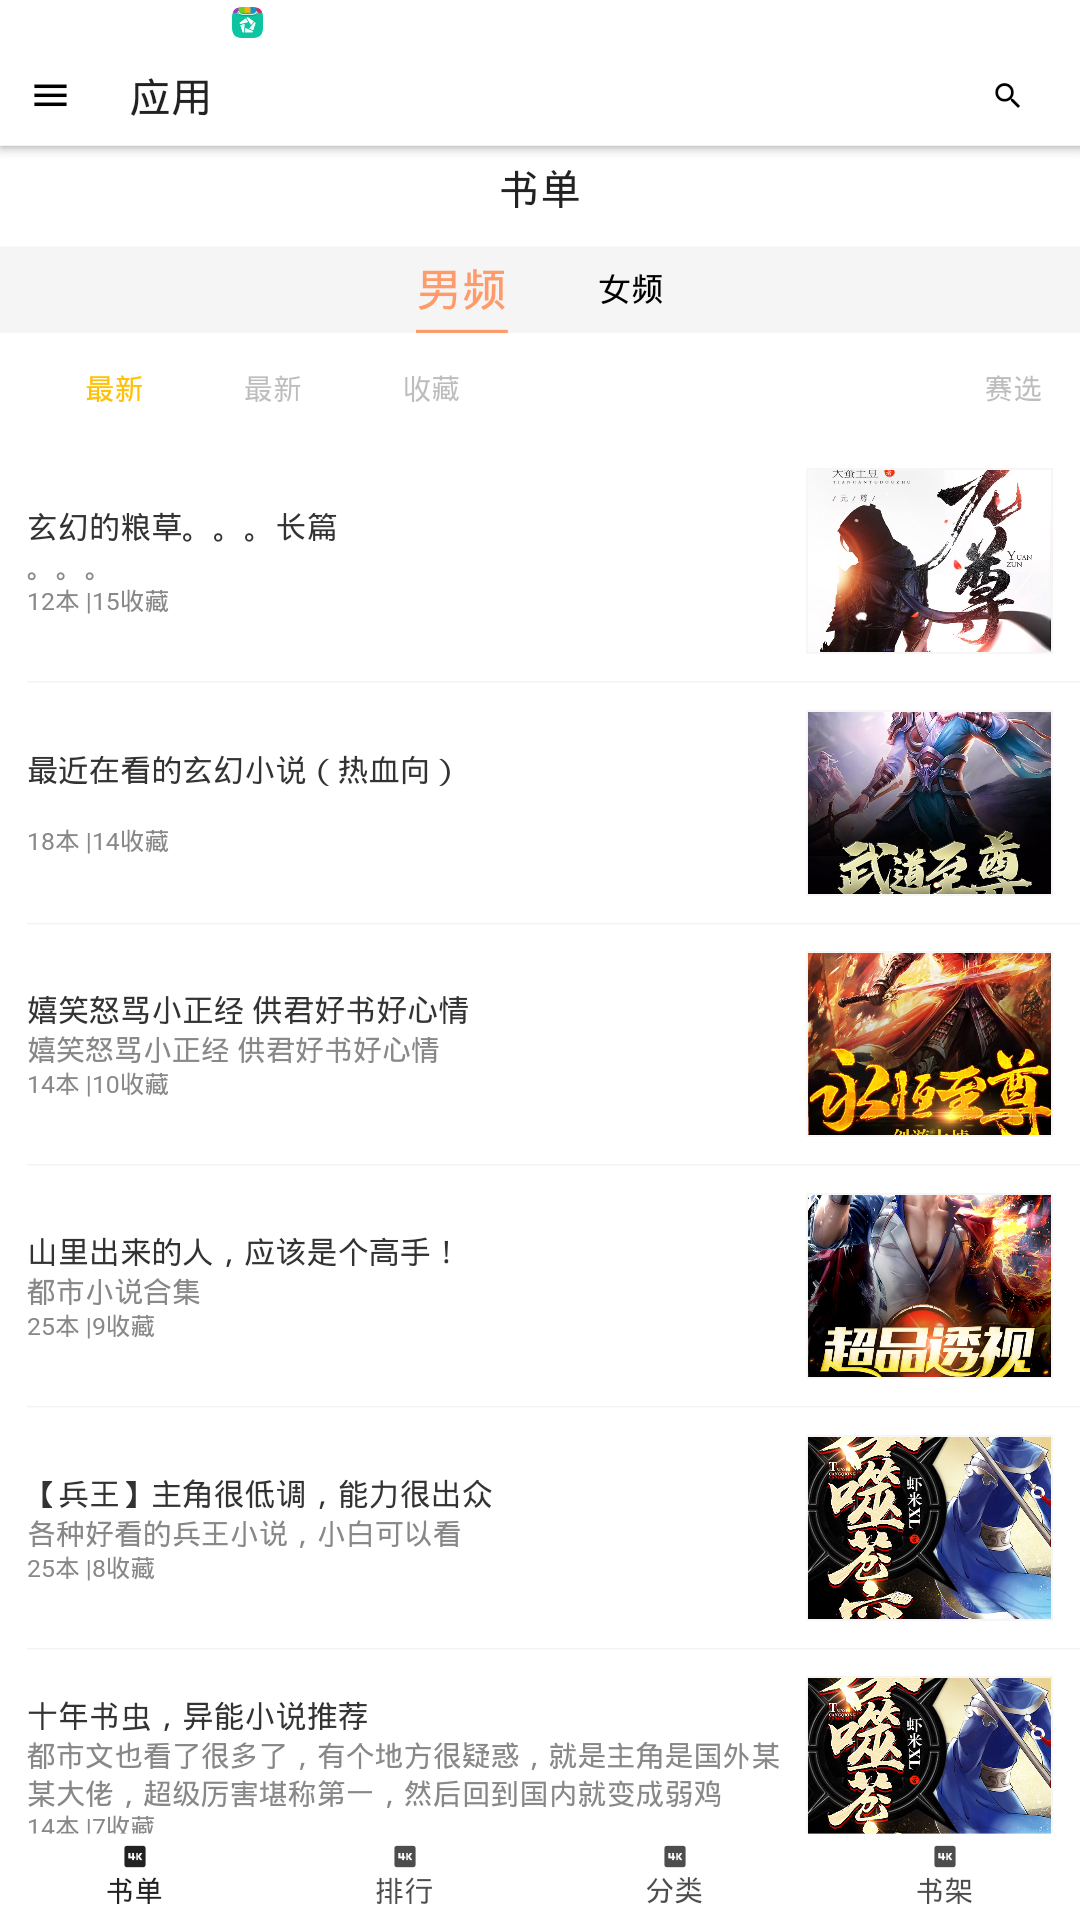 应用
书单
男频 女频
最新 最新 收藏 赛选
玄幻的粮草。。。长篇
。。。
12本 |15收藏
天蚕土豆
TIANCANTUDOUZHU
/ 元 / 尊 /
元尊
YUAN
ZUN
最近在看的玄幻小说（热血向）
18本 |14收藏
武道至尊
嬉笑怒骂小正经 供君好书好心情
嬉笑怒骂小正经 供君好书好心情
14本 |10收藏
永恒至尊
山里出来的人，应该是个高手！
都市小说合集
25本 |9收藏
超品透视
【兵王】主角很低调，能力很出众
各种好看的兵王小说，小白可以看
25本 |8收藏
噬苍穹
虾米XL
十年书虫，异能小说推荐
都市文也看了很多了，有个地方很疑惑，就是主角是国外某
某大佬，超级厉害堪称第一，然后回到国内就变成弱鸡
14本 |7收藏
噬苍
虾米XL
4K 4K 4K 4K
书单 排行 分类 书架